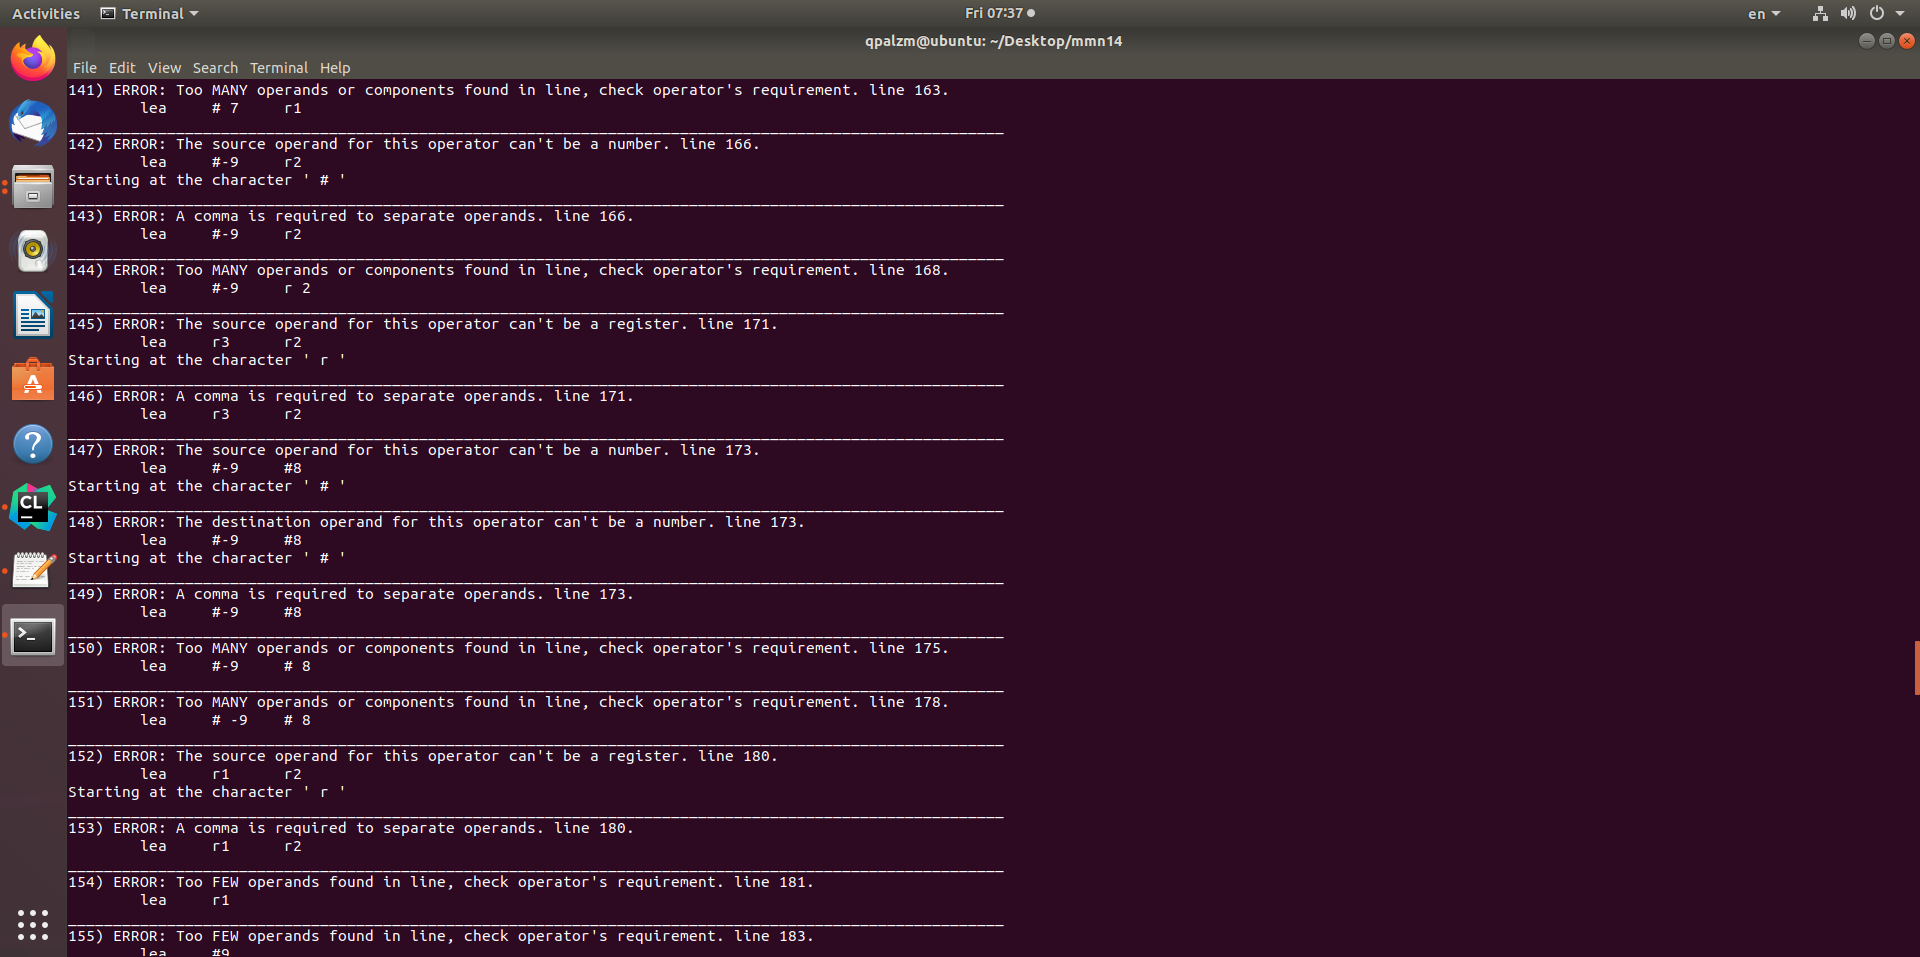 Activities Terminal Fri 07:37 en
qpalzm@ubuntu: ~/Desktop/mmn14
File Edit View Search Terminal Help
141) ERROR: Too MANY operands or components found in line, check operator's requirement. line 163.
lea # 7 r1
142) ERROR: The source operand for this operator can't be a number. line 166.
lea #-9 r2
Starting at the character ' # '
143) ERROR: A comma is required to separate operands. line 166.
lea #-9 r2
144) ERROR: Too MANY operands or components found in line, check operator's requirement. line 168.
lea #-9 r 2
145) ERROR: The source operand for this operator can't be a register. line 171.
lea r3 r2
Starting at the character ' r '
146) ERROR: A comma is required to separate operands. line 171.
lea r3 r2
147) ERROR: The source operand for this operator can't be a number. line 173.
lea #-9 #8
Starting at the character ' # '
148) ERROR: The destination operand for this operator can't be a number. line 173.
lea #-9 #8
Starting at the character ' # '
149) ERROR: A comma is required to separate operands. line 173.
lea #-9 #8
150) ERROR: Too MANY operands or components found in line, check operator's requirement. line 175.
lea #-9 # 8
151) ERROR: Too MANY operands or components found in line, check operator's requirement. line 178.
lea # -9 # 8
152) ERROR: The source operand for this operator can't be a register. line 180.
lea r1 r2
Starting at the character ' r '
153) ERROR: A comma is required to separate operands. line 180.
lea r1 r2
154) ERROR: Too FEW operands found in line, check operator's requirement. line 181.
lea r1
155) ERROR: Too FEW operands found in line, check operator's requirement. line 183.
lea #9
CL